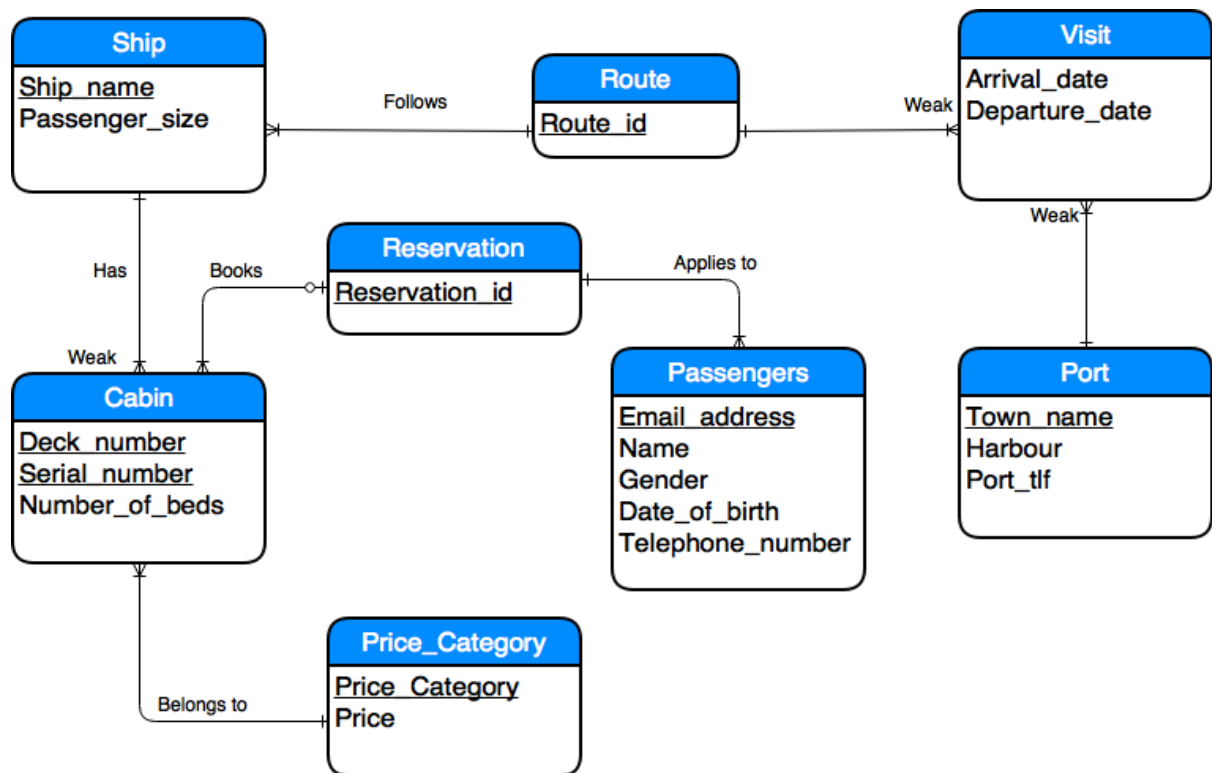 Ship
Ship_name
Passenger_size
Follows
Route
Route_id
Weak
Visit
Arrival_date
Departure_date
Weak
Has
Books
Reservation
Reservation_id
Applies to
Weak
Cabin
Deck_number
Serial_number
Number_of_beds
Passengers
Email_address
Name
Gender
Date_of_birth
Telephone_number
Port
Town_name
Harbour
Port_tlf
Belongs to
Price_Category
Price_Category
Price